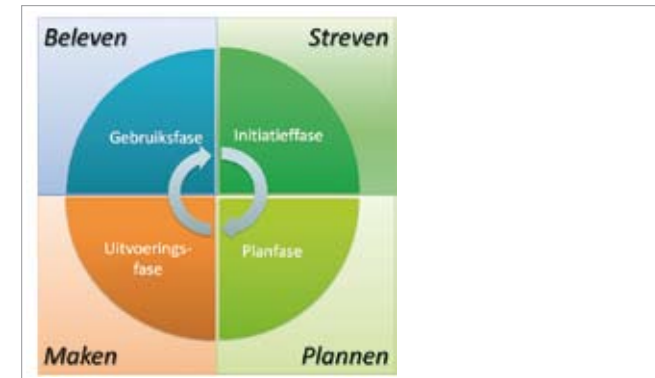 Beleven
Streven
Gebruiksfase
Initiatieffase
Uitvoerings-
fase
Planfase
Maken
Plannen